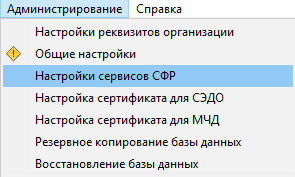 Администрирование Справка
Настройки реквизитов организации
Общие настройки
Настройки сервисов СФР
Настройка сертификата для СЭДО
Настройка сертификата для МЧД
Резервное копирование базы данных
Восстановление базы данных